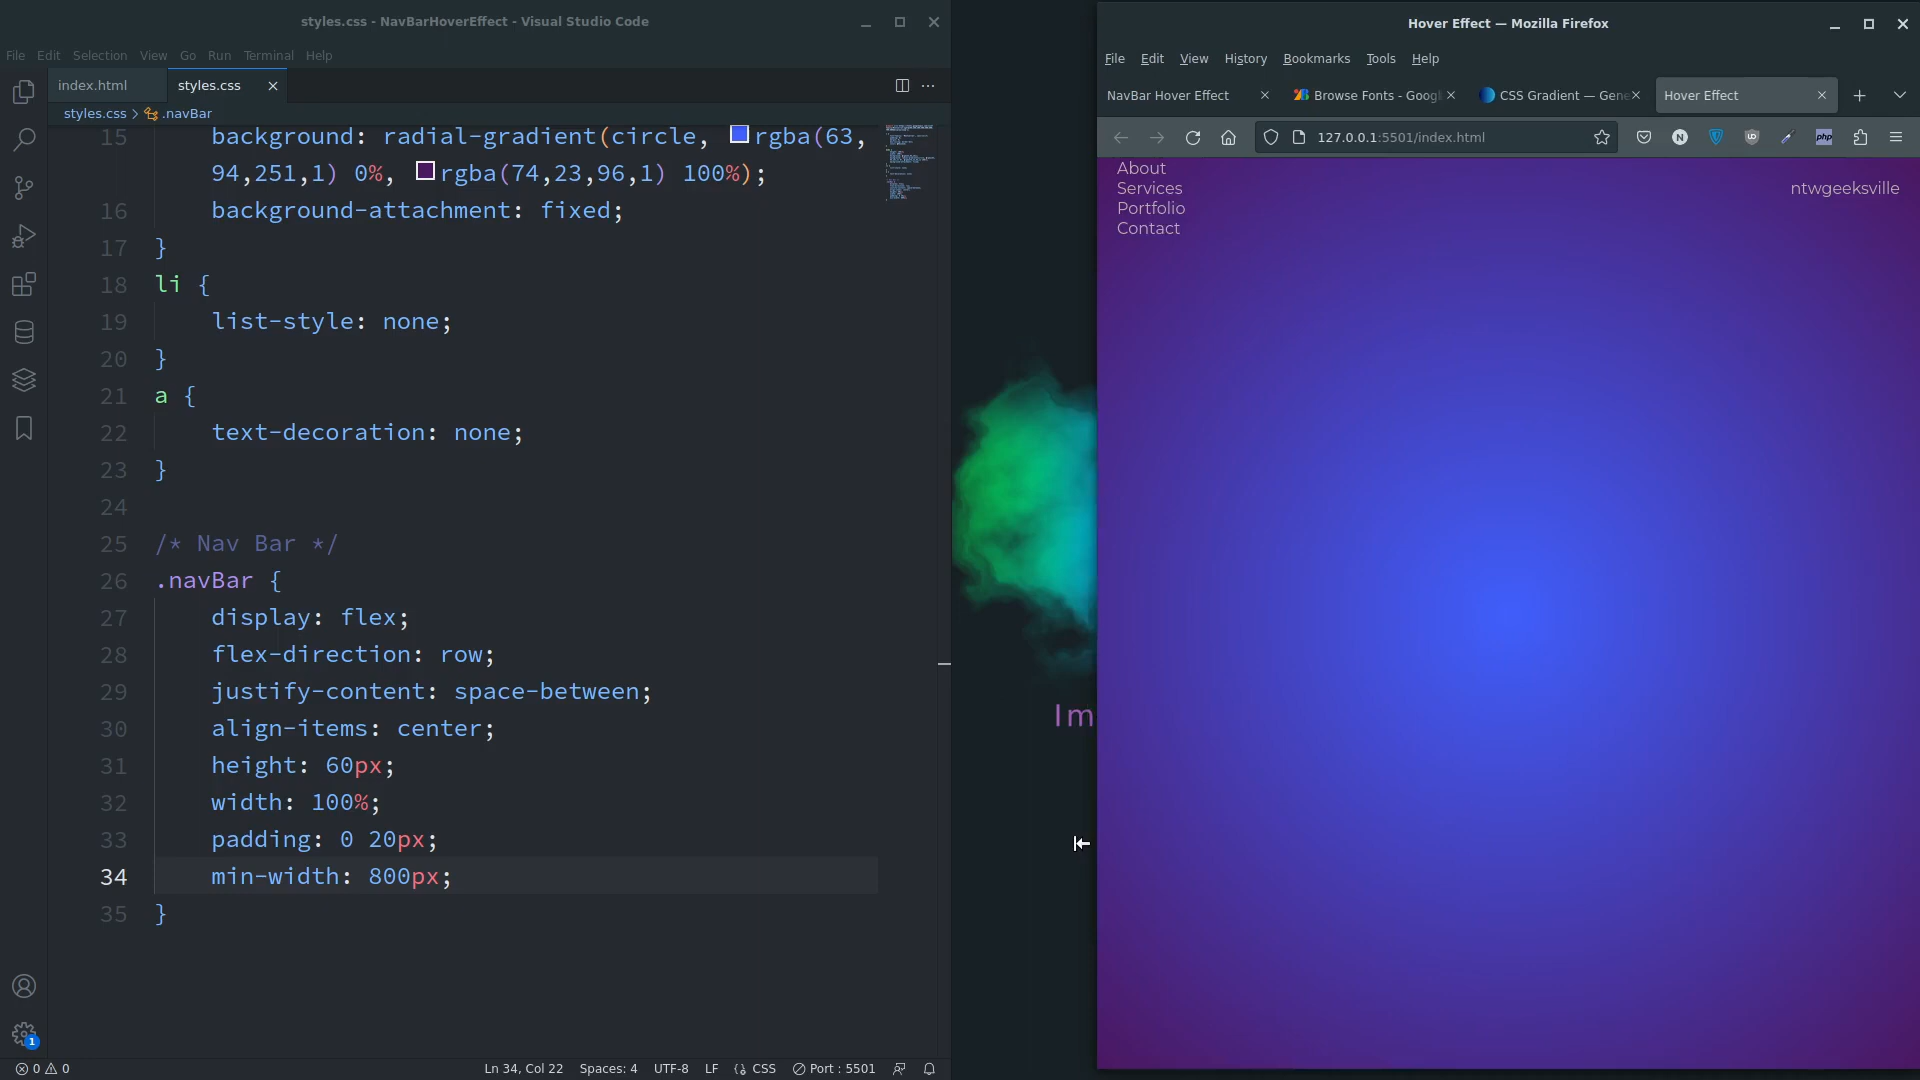 styles.css - NavBarHoverEffect - Visual Studio Code
File Edit Selection View Go Run Terminal Help
index.html styles.css
styles.css > .navBar
15 background: radial-gradient(circle, rgba(63,
94,251,1) 0%, rgba(74,23,96,1) 100%);
16 background-attachment: fixed;
17 }
18 li {
19 list-style: none;
20 }
21 a {
22 text-decoration: none;
23 }
24
25 /* Nav Bar */
26 .navBar {
27 display: flex;
28 flex-direction: row;
29 justify-content: space-between;
30 align-items: center;
31 height: 60px;
32 width: 100%;
33 padding: 0 20px;
34 min-width: 800px;
35 }
1
0 0 Ln 34, Col 22 Spaces: 4 UTF-8 LF CSS Port : 5501
Im
Hover Effect — Mozilla Firefox
File Edit View History Bookmarks Tools Help
NavBar Hover Effect Browse Fonts - Goog CSS Gradient — Gene Hover Effect
127.0.0.1:5501/index.html
N
php
About
Services
Portfolio
Contact
ntwgeeksville